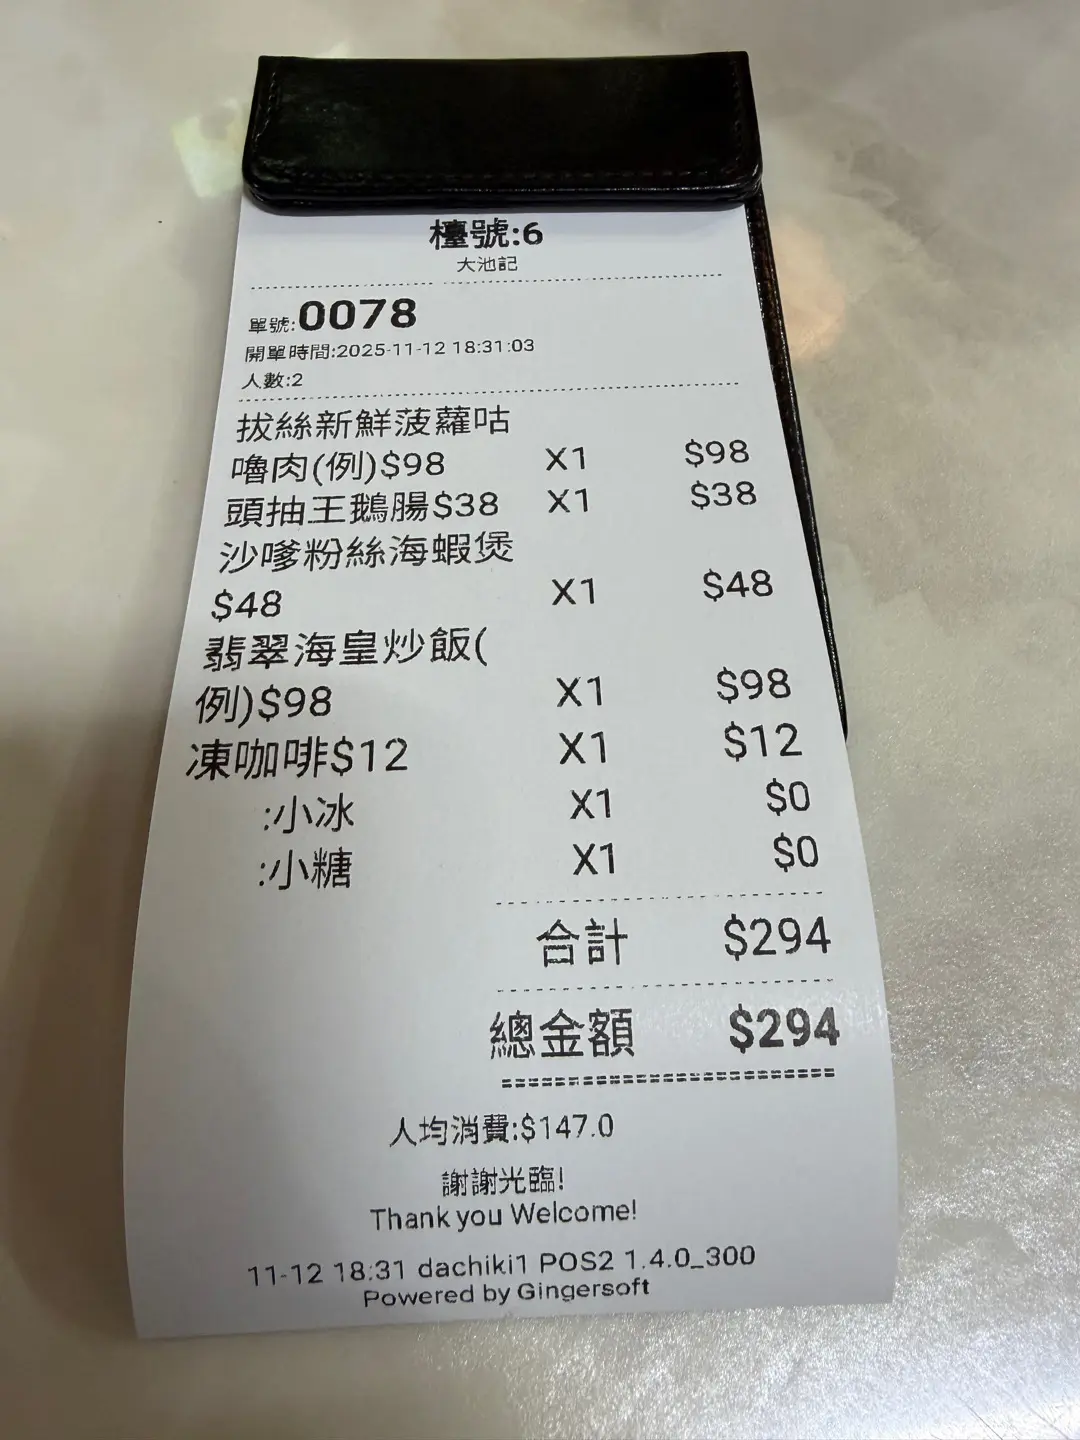 檯號:6
大池記
單號:0078
開單時間:2025-11-12 18:31:03
人數:2
拔絲新鮮菠蘿咕
嚕肉(例)$98 X1 $98
頭抽王鵝腸$38 X1 $38
沙嗲粉絲海蝦煲
$48 X1 $48
翡翠海皇炒飯(
例)$98 X1 $98
凍咖啡$12 X1 $12
:小冰 X1 $0
:小糖 X1 $0
合計 $294
總金額 $294
人均消費:$147.0
謝謝光臨!
Thank you Welcome!
11-12 18:31 dachiki1 POS2 1.4.0_300
Powered by Gingersoft